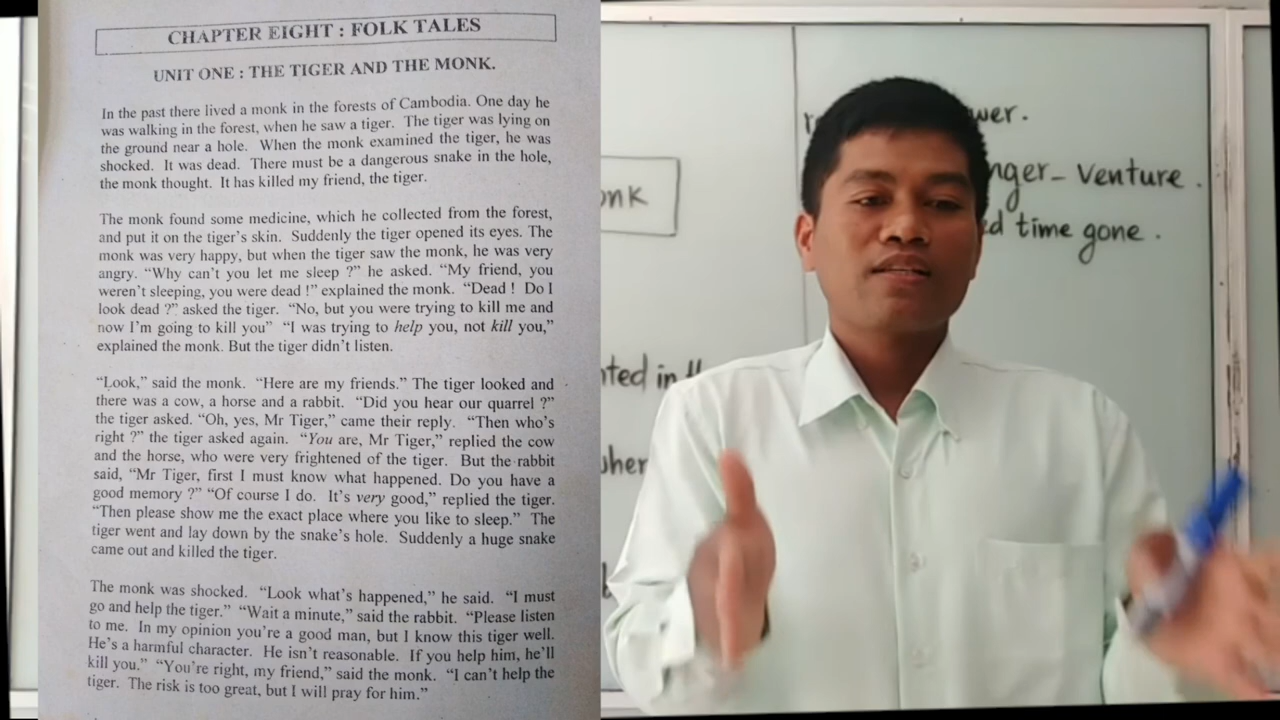 CHAPTER EIGHT : FOLK TALES
UNIT ONE : THE TIGER AND THE MONK.
In the past there lived a monk in the forests of Cambodia. One day he
was walking in the forest, when he saw a tiger. The tiger was lying on
the ground near a hole. When the monk examined the tiger, he was
shocked. It was dead. There must be a dangerous snake in the hole,
the monk thought. It has killed my friend, the tiger.
The monk found some medicine, which he collected from the forest,
and put it on the tiger's skin. Suddenly the tiger opened its eyes. The
monk was very happy, but when the tiger saw the monk, he was very
angry. “Why can't you let me sleep ?” he asked. “My friend, you
weren't sleeping, you were dead !” explained the monk. “Dead ! Do I
look dead ?” asked the tiger. “No, but you were trying to kill me and
now I'm going to kill you” “I was trying to help you, not kill you,”
explained the monk. But the tiger didn't listen.
“Look,” said the monk. “Here are my friends.” The tiger looked and
there was a cow, a horse and a rabbit. “Did you hear our quarrel ?”
the tiger asked. “Oh, yes, Mr Tiger,” came their reply. “Then who's
right ?” the tiger asked again. “You are, Mr Tiger,” replied the cow
and the horse, who were very frightened of the tiger. But the rabbit
said, “Mr Tiger, first I must know what happened. Do you have a
good memory ?” “Of course I do. It's very good,” replied the tiger.
“Then please show me the exact place where you like to sleep.” The
tiger went and lay down by the snake's hole. Suddenly a huge snake
came out and killed the tiger.
The monk was shocked. “Look what's happened,” he said. “I must
go and help the tiger.” “Wait a minute,” said the rabbit. “Please listen
to me. In my opinion you're a good man, but I know this tiger well.
He's a harmful character. He isn't reasonable. If you help him, he'll
kill you.” “You're right, my friend,” said the monk. “I can't help the
tiger. The risk is too great, but I will pray for him.”
wer.
onk
nger - venture.
ed time gone.
nted in
wher